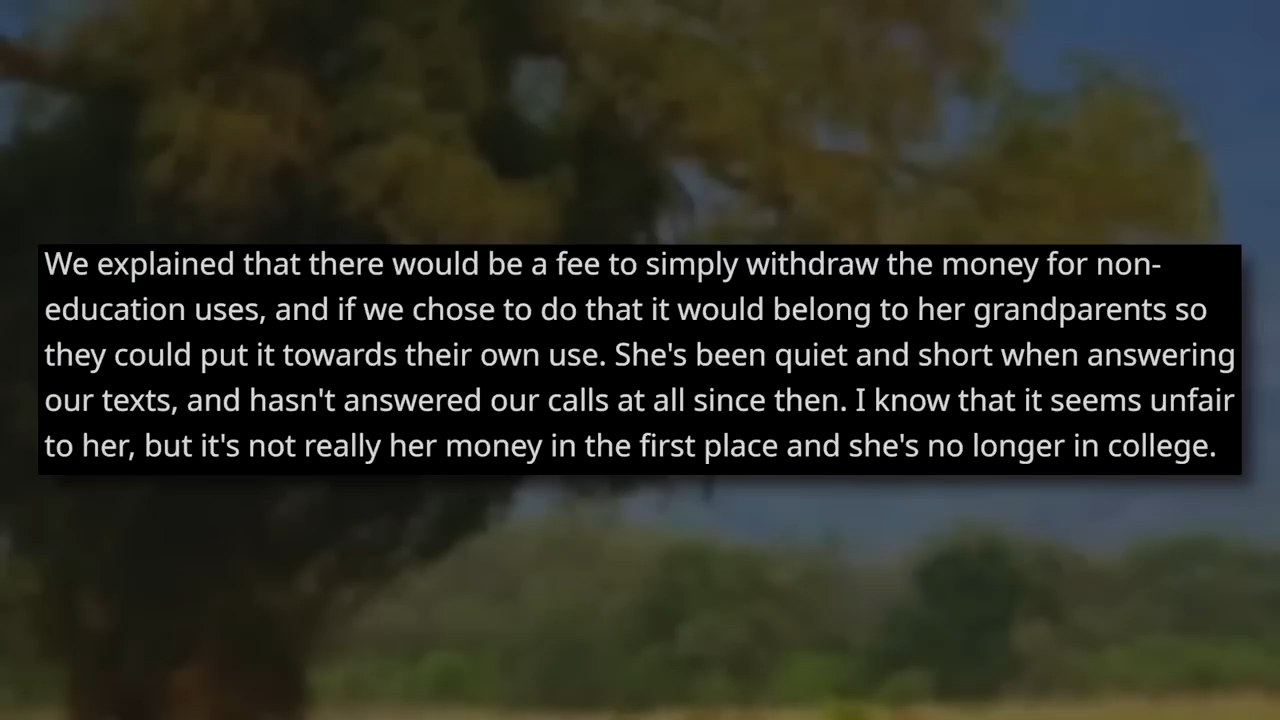 We explained that there would be a fee to simply withdraw the money for non-
education uses, and if we chose to do that it would belong to her grandparents so
they could put it towards their own use. She's been quiet and short when answering
our texts, and hasn't answered our calls at all since then. I know that it seems unfair
to her, but it's not really her money in the first place and she's no longer in college.